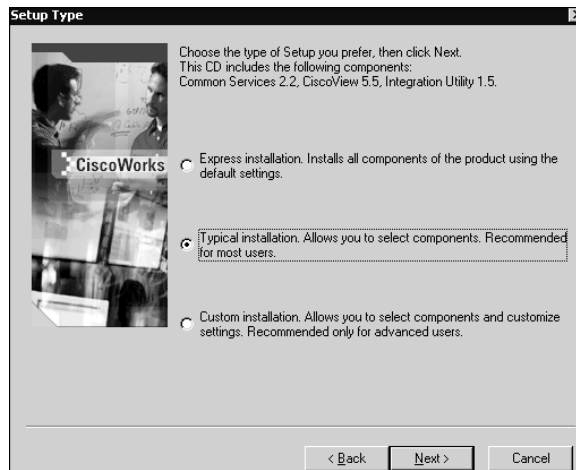 Setup Type
Choose the type of Setup you prefer, then click Next.
This CD includes the following components:
Common Services 2.2, CiscoView 5.5, Integration Utility 1.5.
CiscoWorks
Express installation. Installs all components of the product using the
default settings.
Typical installation. Allows you to select components. Recommended
for most users.
Custom installation. Allows you to select components and customize
settings. Recommended only for advanced users.
< Back
Next >
Cancel